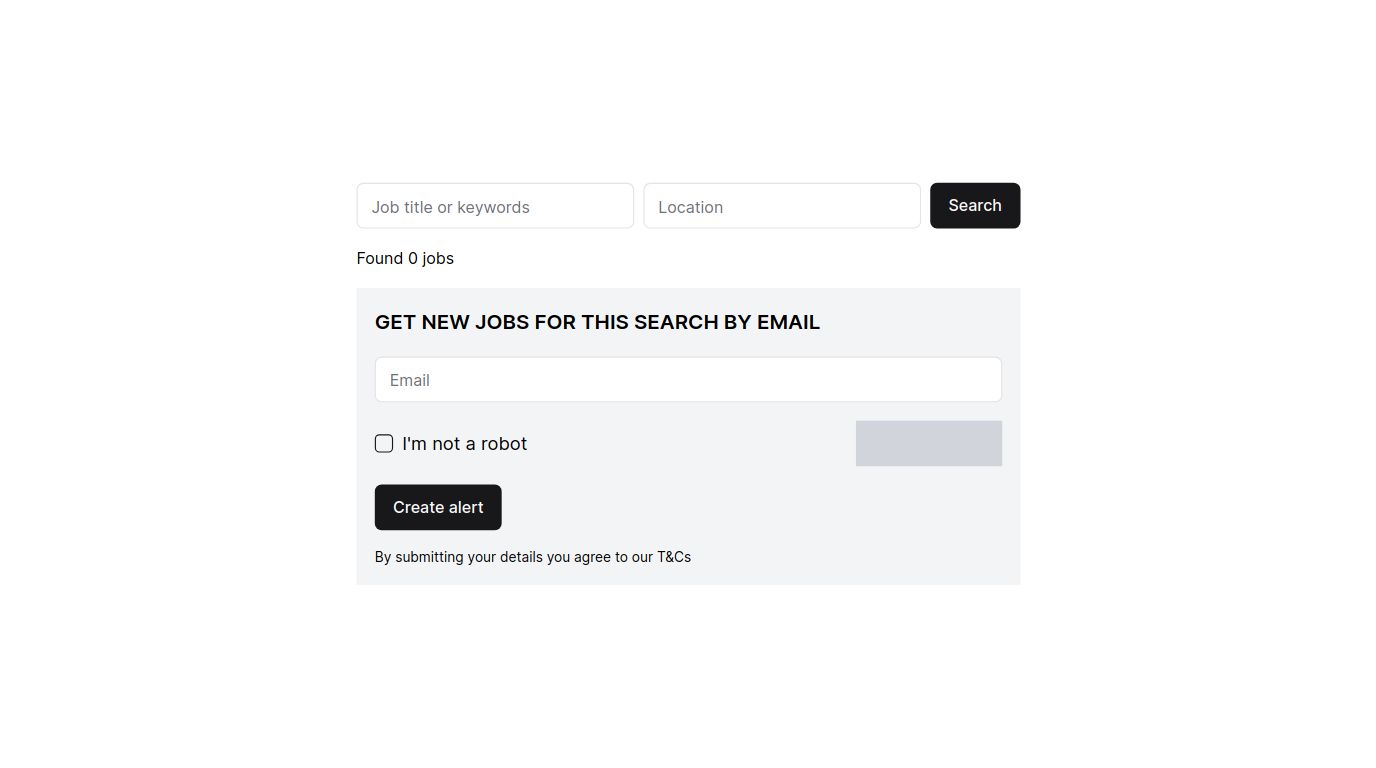 Job title or keywords
Location
Search
Found 0 jobs
GET NEW JOBS FOR THIS SEARCH BY EMAIL
Email
I'm not a robot
Create alert
By submitting your details you agree to our T&Cs